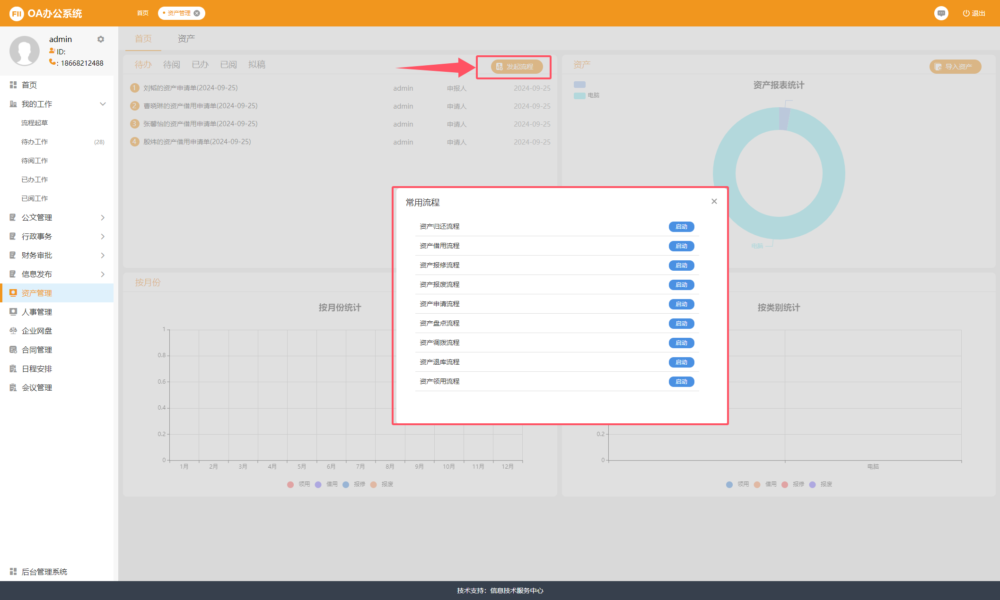 FII OA办公系统
首页
资产管理
退出
admin
ID:
: 18668212488
首页
我的工作
流程起草
待办工作 (28)
待阅工作
已办工作
已阅工作
公文管理
行政事务
财务审批
信息发布
资产管理
人事管理
企业网盘
合同管理
日程安排
会议管理
后台管理系统
首页 资产
待办 待阅 已办 已阅 拟稿 发起流程
1 刘韬的资产申请单(2024-09-25) admin 申报人 2024-09-25
2 曹晓琳的资产借用申请单(2024-09-25) admin 申请人 2024-09-25
3 张馨怡的资产借用申请单(2024-09-25) admin 申请人 2024-09-25
4 殷炜的资产借用申请单(2024-09-25) admin 申请人 2024-09-25
资产 导入资产
资产报表统计
电脑
电脑
常用流程
资产归还流程 启动
资产借用流程 启动
资产报修流程 启动
资产报废流程 启动
资产申请流程 启动
资产盘点流程 启动
资产调拨流程 启动
资产退库流程 启动
资产领用流程 启动
按月份
按月份统计
1
0.8
0.6
0.4
0.2
0
1月 2月 3月 4月 5月 6月 7月 8月 9月 10月 11月 12月
领用 借用 报修 报废
按类别统计
0.2
0
电脑
领用 借用 报修 报废
技术支持：信息技术服务中心